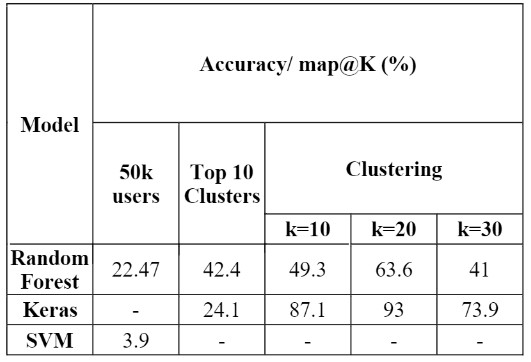 Model
Accuracy/ map@K (%)
50k
users
Top 10
Clusters
Clustering
k=10 k=20 k=30
Random
Forest 22.47 42.4 49.3 63.6 41
Keras - 24.1 87.1 93 73.9
SVM 3.9 - - - -